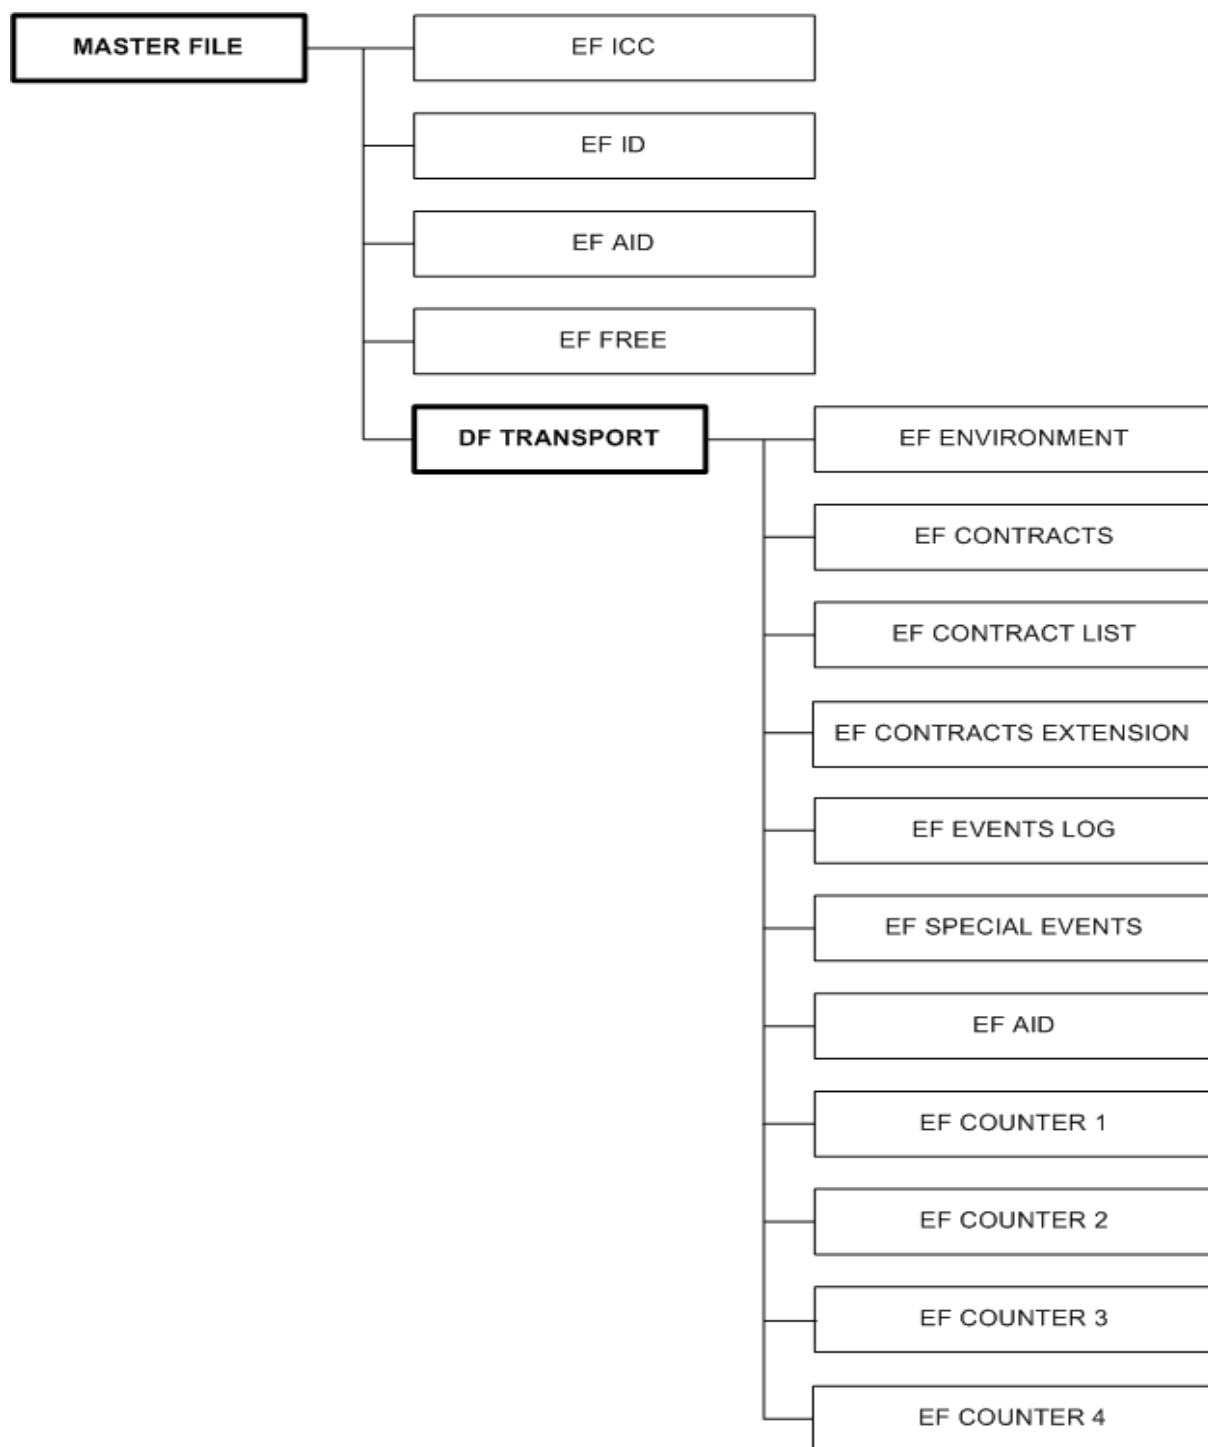 MASTER FILE
EF ICC
EF ID
EF AID
EF FREE
DF TRANSPORT
EF ENVIRONMENT
EF CONTRACTS
EF CONTRACT LIST
EF CONTRACTS EXTENSION
EF EVENTS LOG
EF SPECIAL EVENTS
EF AID
EF COUNTER 1
EF COUNTER 2
EF COUNTER 3
EF COUNTER 4